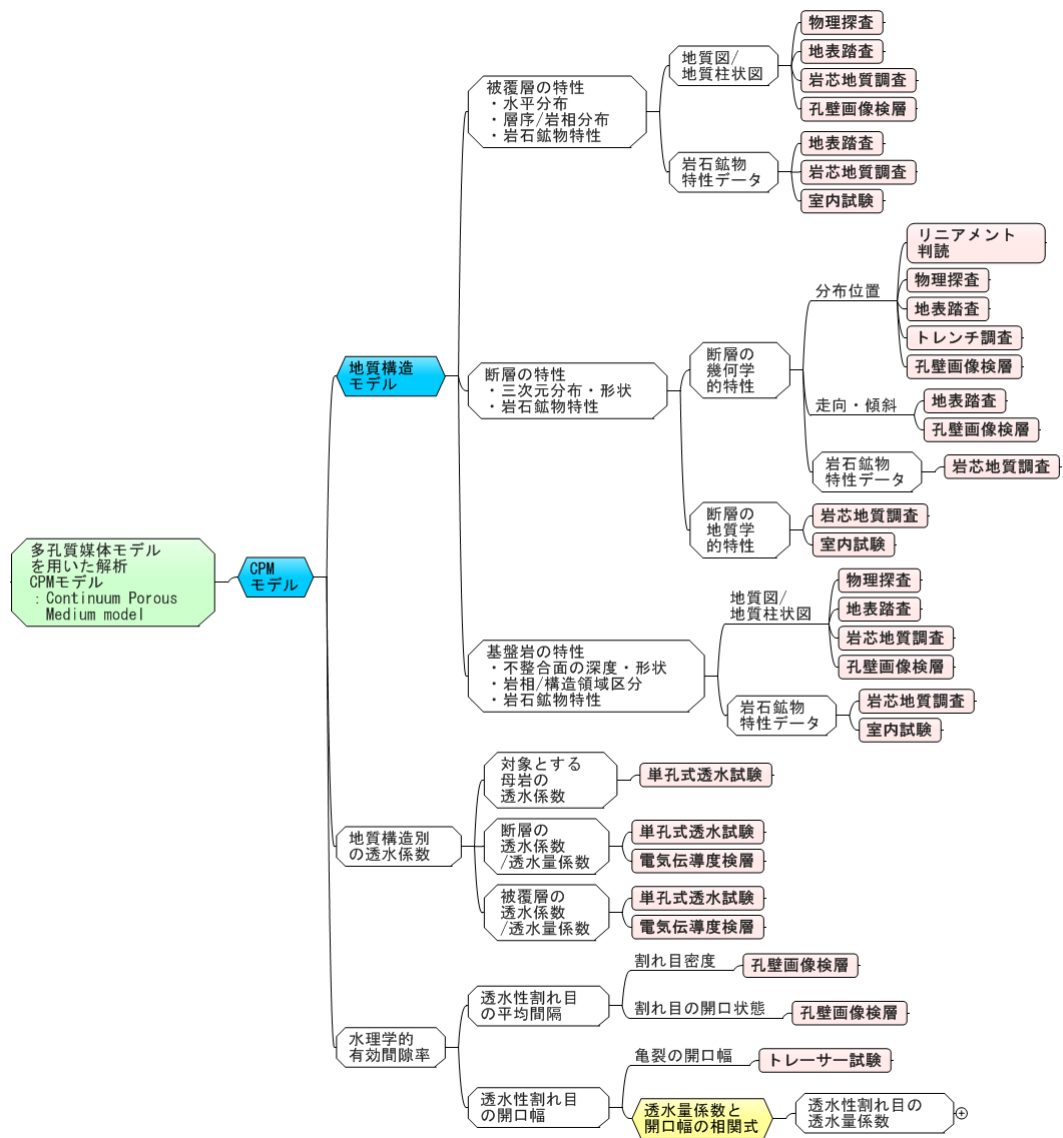 多孔質媒体モデル
を用いた解析
CPMモデル
：Continuum Porous
Medium model
CPM
モデル
地質構造
モデル
被覆層の特性
・水平分布
・層序/岩相分布
・岩石鉱物特性
地質図/
地質柱状図
物理探査
地表踏査
岩芯地質調査
孔壁画像検層
岩石鉱物
特性データ
地表踏査
岩芯地質調査
室内試験
断層の特性
・三次元分布・形状
・岩石鉱物特性
断層の
幾何学
的特性
分布位置
リニアメント
判読
物理探査
地表踏査
トレンチ調査
孔壁画像検層
走向・傾斜
地表踏査
孔壁画像検層
岩石鉱物
特性データ
岩芯地質調査
断層の
地質学
的特性
岩芯地質調査
室内試験
基盤岩の特性
・不整合面の深度・形状
・岩相/構造領域区分
・岩石鉱物特性
地質図/
地質柱状図
物理探査
地表踏査
岩芯地質調査
孔壁画像検層
岩石鉱物
特性データ
岩芯地質調査
室内試験
地質構造別
の透水係数
対象とする
母岩の
透水係数
単孔式透水試験
断層の
透水係数
/透水量係数
単孔式透水試験
電気伝導度検層
被覆層の
透水係数
/透水量係数
単孔式透水試験
電気伝導度検層
水理学的
有効間隙率
透水性割れ目
の平均間隔
割れ目密度
孔壁画像検層
割れ目の開口状態
孔壁画像検層
透水性割れ目
の開口幅
亀裂の開口幅
トレーサー試験
透水量係数と
開口幅の相関式
透水性割れ目の
透水量係数